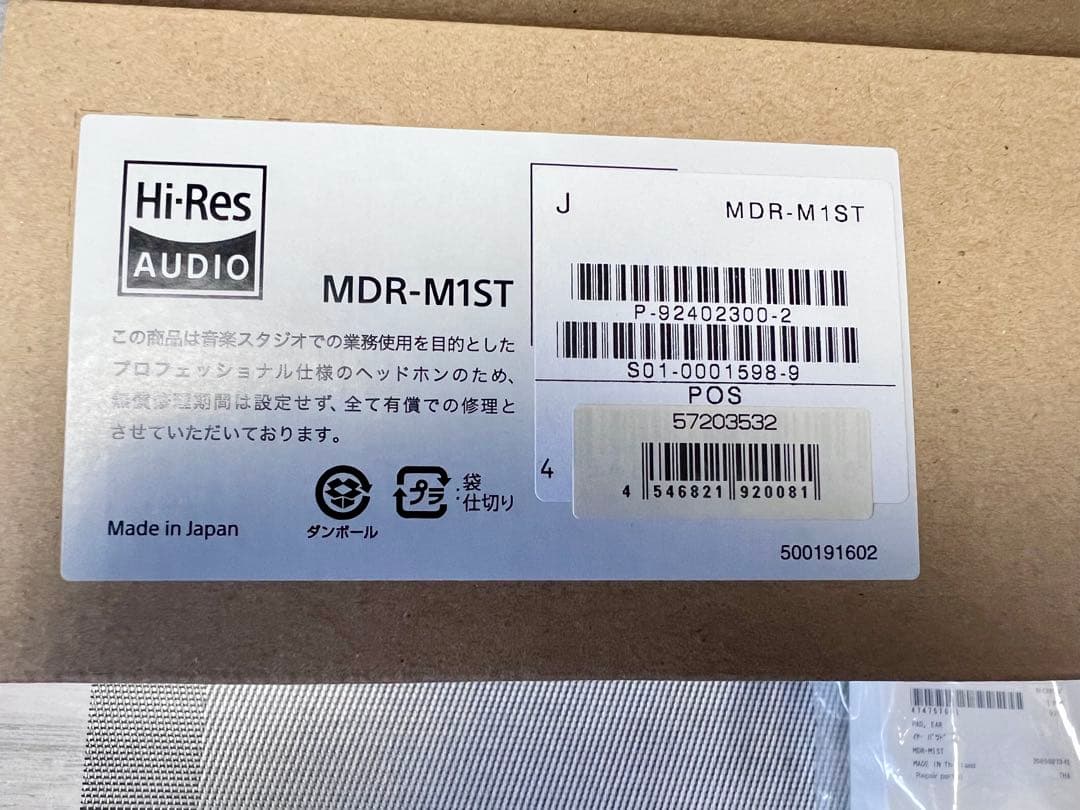 Hi-Res
AUDIO
MDR-M1ST
この商品は音楽スタジオでの業務使用を目的とした
プロフェッショナル仕様のヘッドホンのため、
無償修理期間は設定せず、全て有償での修理と
させていただいております。
ダンボール
プラ
:袋
仕切り
Made in Japan
J
MDR-M1ST
P-92402300-2
S01-0001598-9
POS
57203532
4
4 546821 920081
500191602
PAD, EAR
MDR-M1ST
MADE IN
Repair